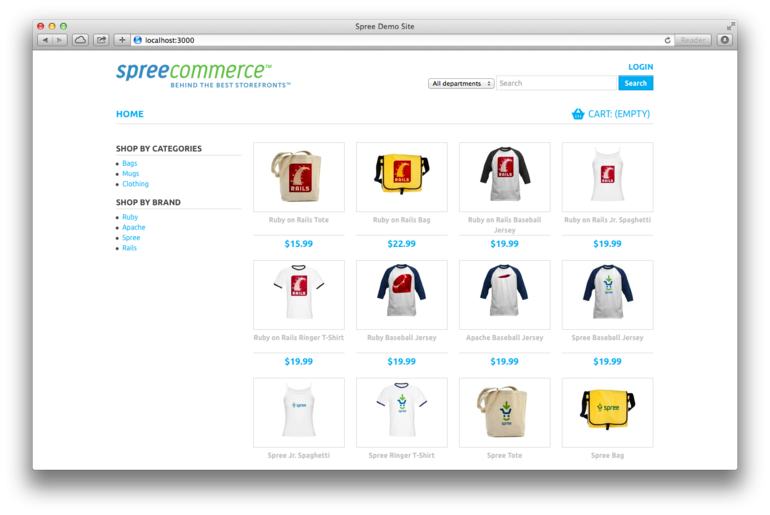 Spree Demo Site
localhost:3000
Reader
spreecommerce™
BEHIND THE BEST STOREFRONTS™
LOGIN
All departments
Search
Search
HOME
CART: (EMPTY)
SHOP BY CATEGORIES
Bags
Mugs
Clothing
SHOP BY BRAND
Ruby
Apache
Spree
Rails
RAILS
RAILS
RAILS
RAILS
Ruby on Rails Tote
Ruby on Rails Bag
Ruby on Rails Baseball
Jersey
Ruby on Rails Jr. Spaghetti
$15.99
$22.99
$19.99
$19.99
RAILS
spree
Ruby on Rails Ringer T-Shirt
Ruby Baseball Jersey
Apache Baseball Jersey
Spree Baseball Jersey
$19.99
$19.99
$19.99
$19.99
spree
spree
spree
spree
Spree Jr. Spaghetti
Spree Ringer T-Shirt
Spree Tote
Spree Bag